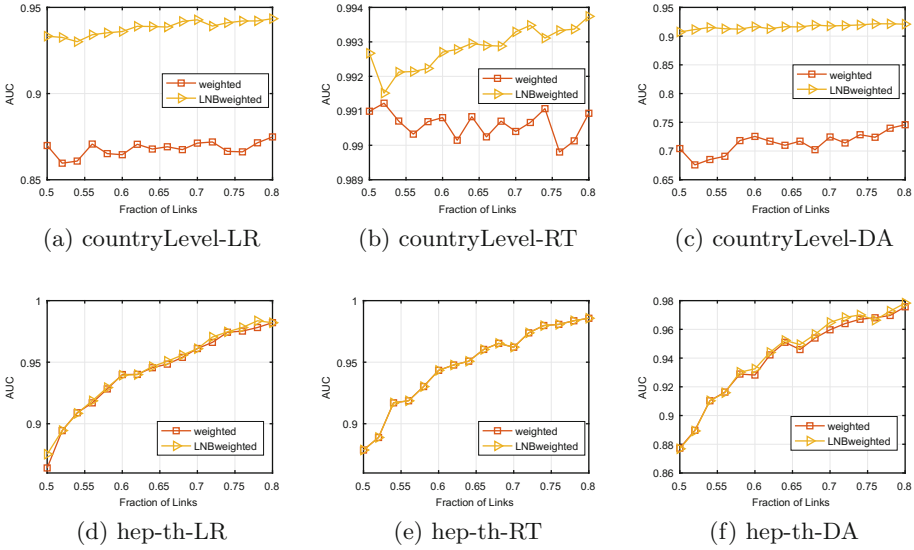 0.95
0.9
0.85
AUC
weighted
LNBweighted
0.5 0.55 0.6 0.65 0.7 0.75 0.8
Fraction of Links
(a) countryLevel-LR
0.994
0.993
0.992
0.991
0.99
0.989
AUC
weighted
LNBweighted
0.5 0.55 0.6 0.65 0.7 0.75 0.8
Fraction of Links
(b) countryLevel-RT
0.95
0.9
0.85
0.8
0.75
0.7
0.65
AUC
weighted
LNBweighted
0.5 0.55 0.6 0.65 0.7 0.75 0.8
Fraction of Links
(c) countryLevel-DA
1
0.95
0.9
AUC
weighted
LNBweighted
0.5 0.55 0.6 0.65 0.7 0.75 0.8
Fraction of Links
(d) hep-th-LR
1
0.95
0.9
AUC
weighted
LNBweighted
0.5 0.55 0.6 0.65 0.7 0.75 0.8
Fraction of Links
(e) hep-th-RT
0.98
0.96
0.94
0.92
0.9
0.88
0.86
AUC
weighted
LNBweighted
0.5 0.55 0.6 0.65 0.7 0.75 0.8
Fraction of Links
(f) hep-th-DA